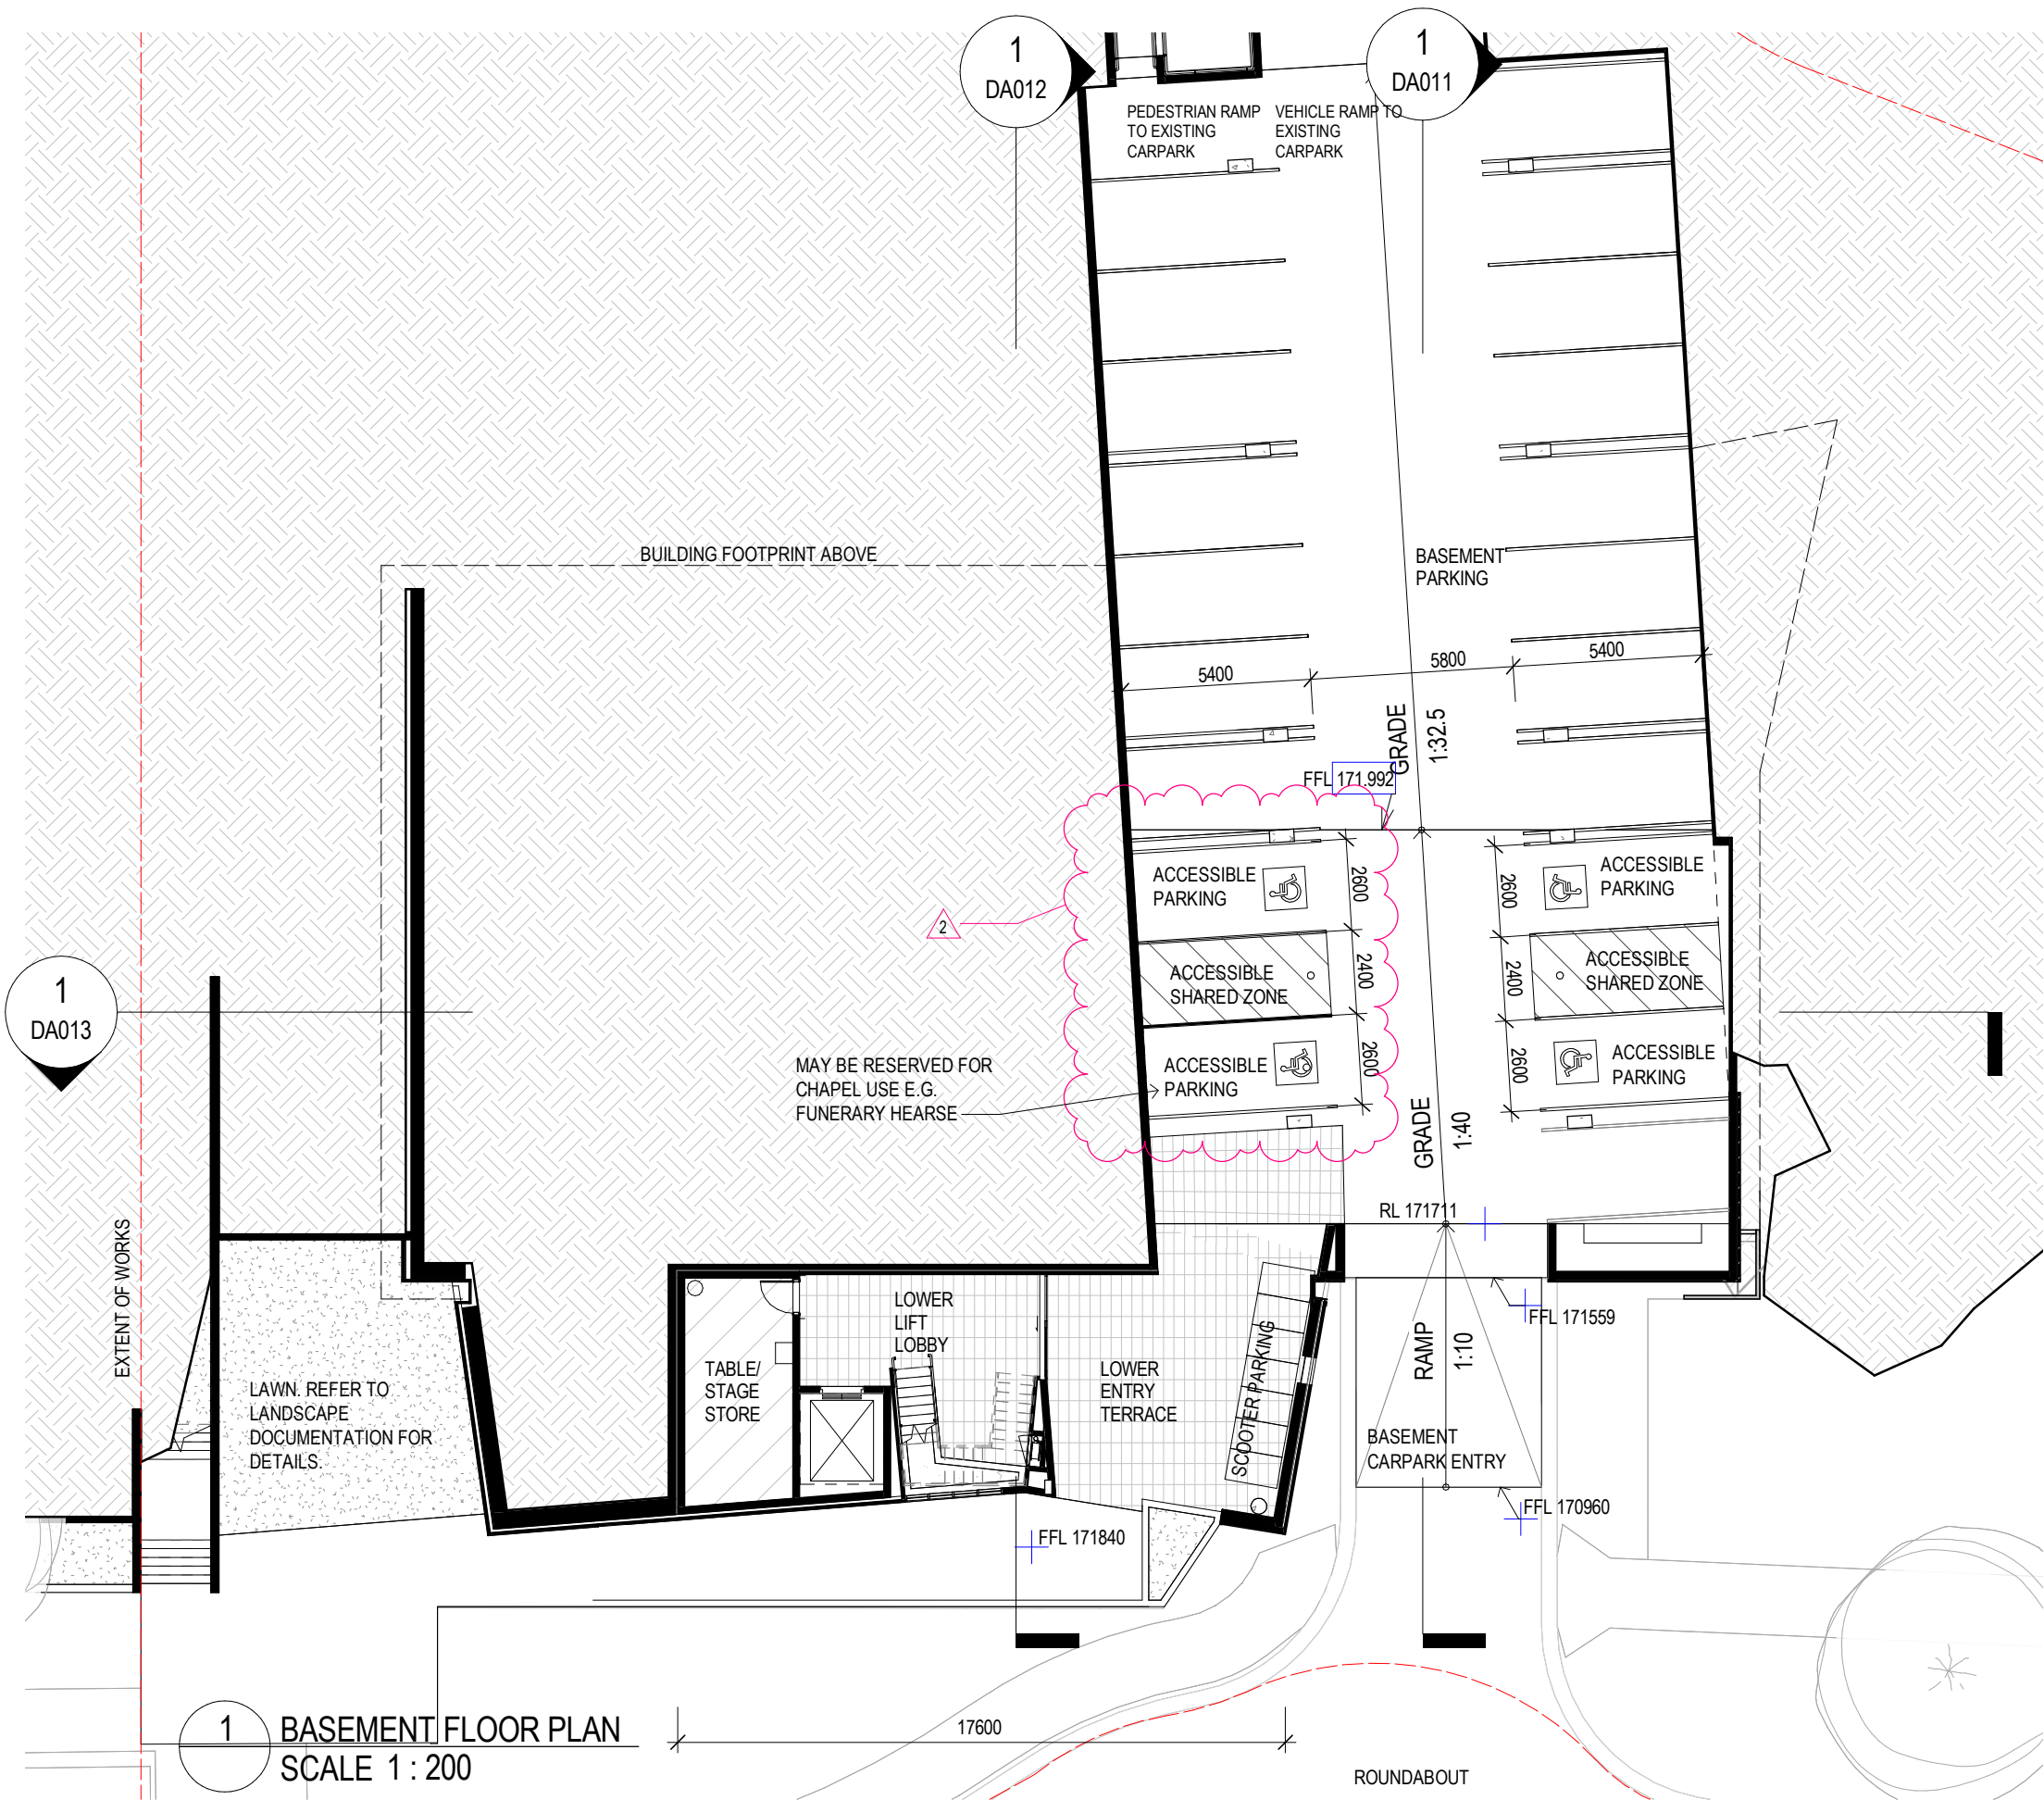 1
DA012
1
DA011
PEDESTRIAN RAMP
TO EXISTING
CARPARK
VEHICLE RAMP TO
EXISTING
CARPARK
BUILDING FOOTPRINT ABOVE
BASEMENT
PARKING
5400
5800
5400
GRADE
1:32.5
FFL 171.992
ACCESSIBLE
PARKING
2600
2600
ACCESSIBLE
PARKING
2
ACCESSIBLE
SHARED ZONE
2400
2400
ACCESSIBLE
SHARED ZONE
1
DA013
MAY BE RESERVED FOR
CHAPEL USE E.G.
FUNERARY HEARSE
ACCESSIBLE
PARKING
2600
2600
ACCESSIBLE
PARKING
GRADE
1:40
RL 171711
EXTENT OF WORKS
LOWER
LIFT
LOBBY
FFL 171559
RAMP
1:10
TABLE/
STAGE
STORE
LOWER
ENTRY
TERRACE
SCOOTER PARKING
LAWN. REFER TO
LANDSCAPE
DOCUMENTATION FOR
DETAILS.
BASEMENT
CARPARK ENTRY
FFL 170960
FFL 171840
1
BASEMENT FLOOR PLAN
SCALE 1 : 200
17600
ROUNDABOUT